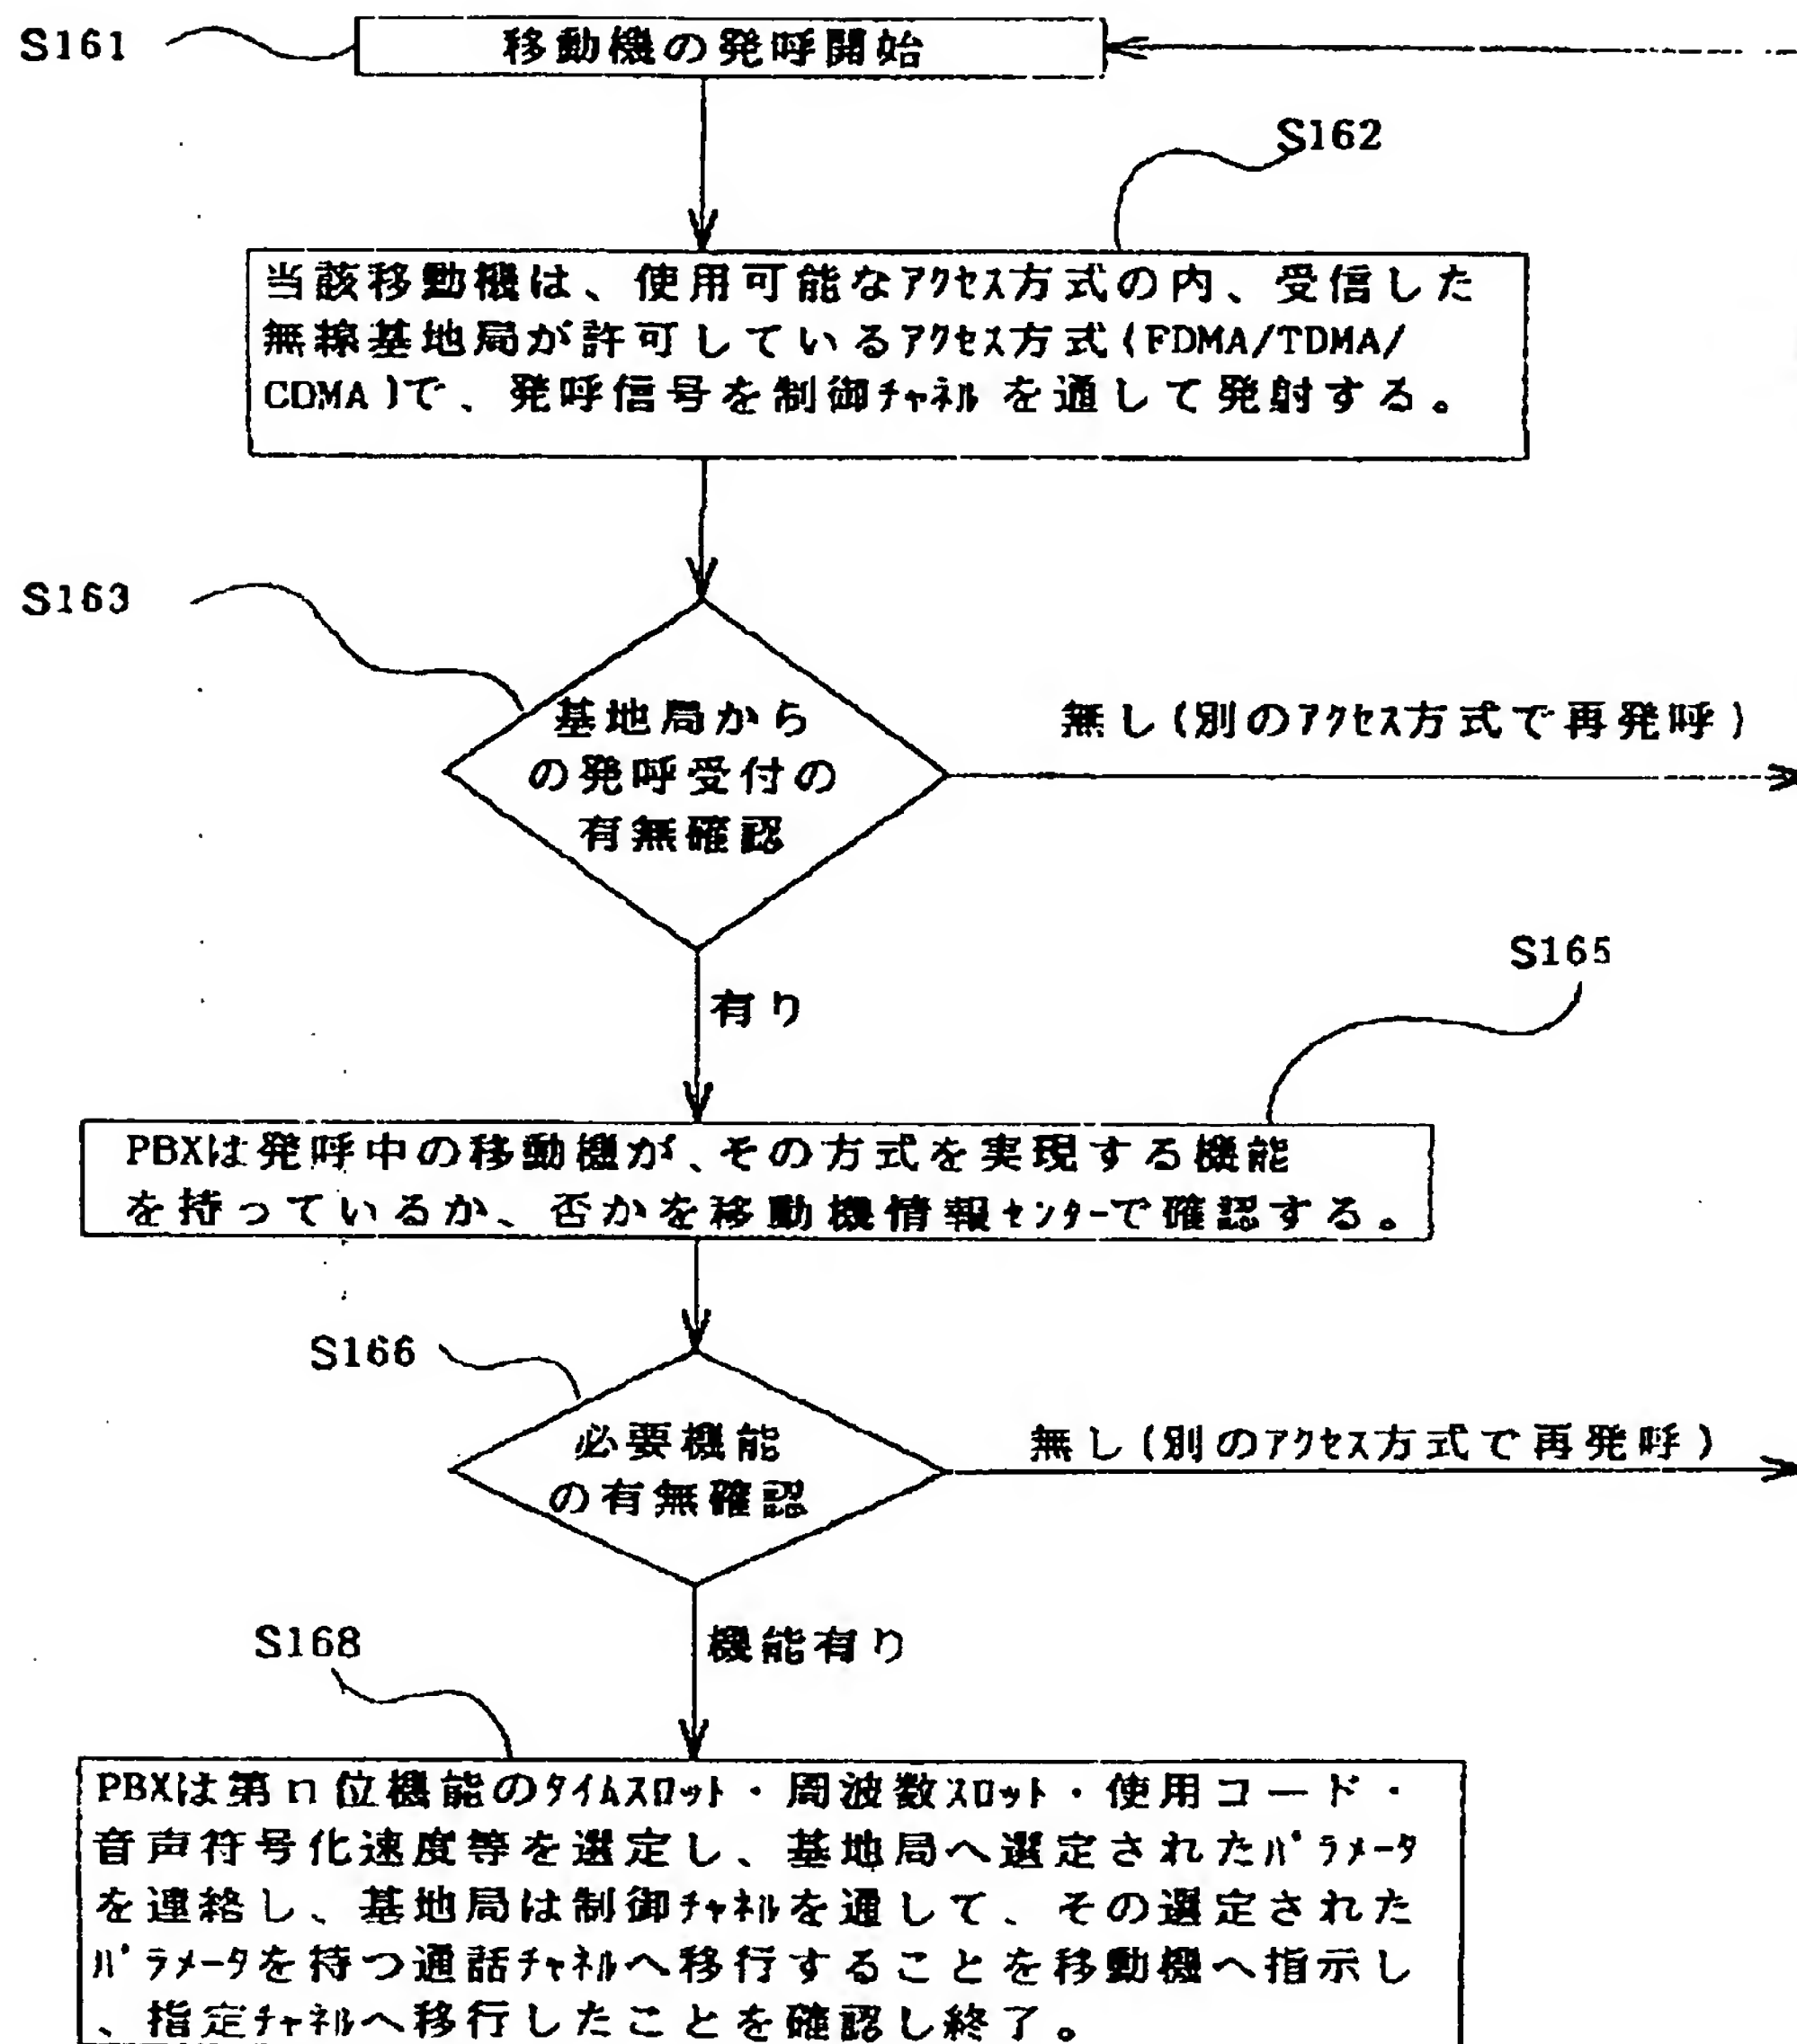 S161
移動機の発呼開始
S162
当該移動機は、使用可能なアクセス方式の内、受信した
無線基地局が許可しているアクセス方式(FDMA/TDMA/
CDMA)で、発呼信号を制御チャネルを通して発射する。
S163
基地局から
の発呼受付の
有無確認
無し(別のアクセス方式で再発呼)
有り
S165
PBXは発呼中の移動機が、その方式を実現する機能
を持っているか、否かを移動機情報センターで確認する。
S166
必要機能
の有無確認
無し(別のアクセス方式で再発呼)
機能有り
S168
PBXは第n位機能のタイムスロット・周波数スロット・使用コード・
音声符号化速度等を選定し、基地局へ選定されたパラメータ
を連絡し、基地局は制御チャネルを通して、その選定された
パラメータを持つ通話チャネルへ移行することを移動機へ指示し
、指定チャネルへ移行したことを確認し終了。